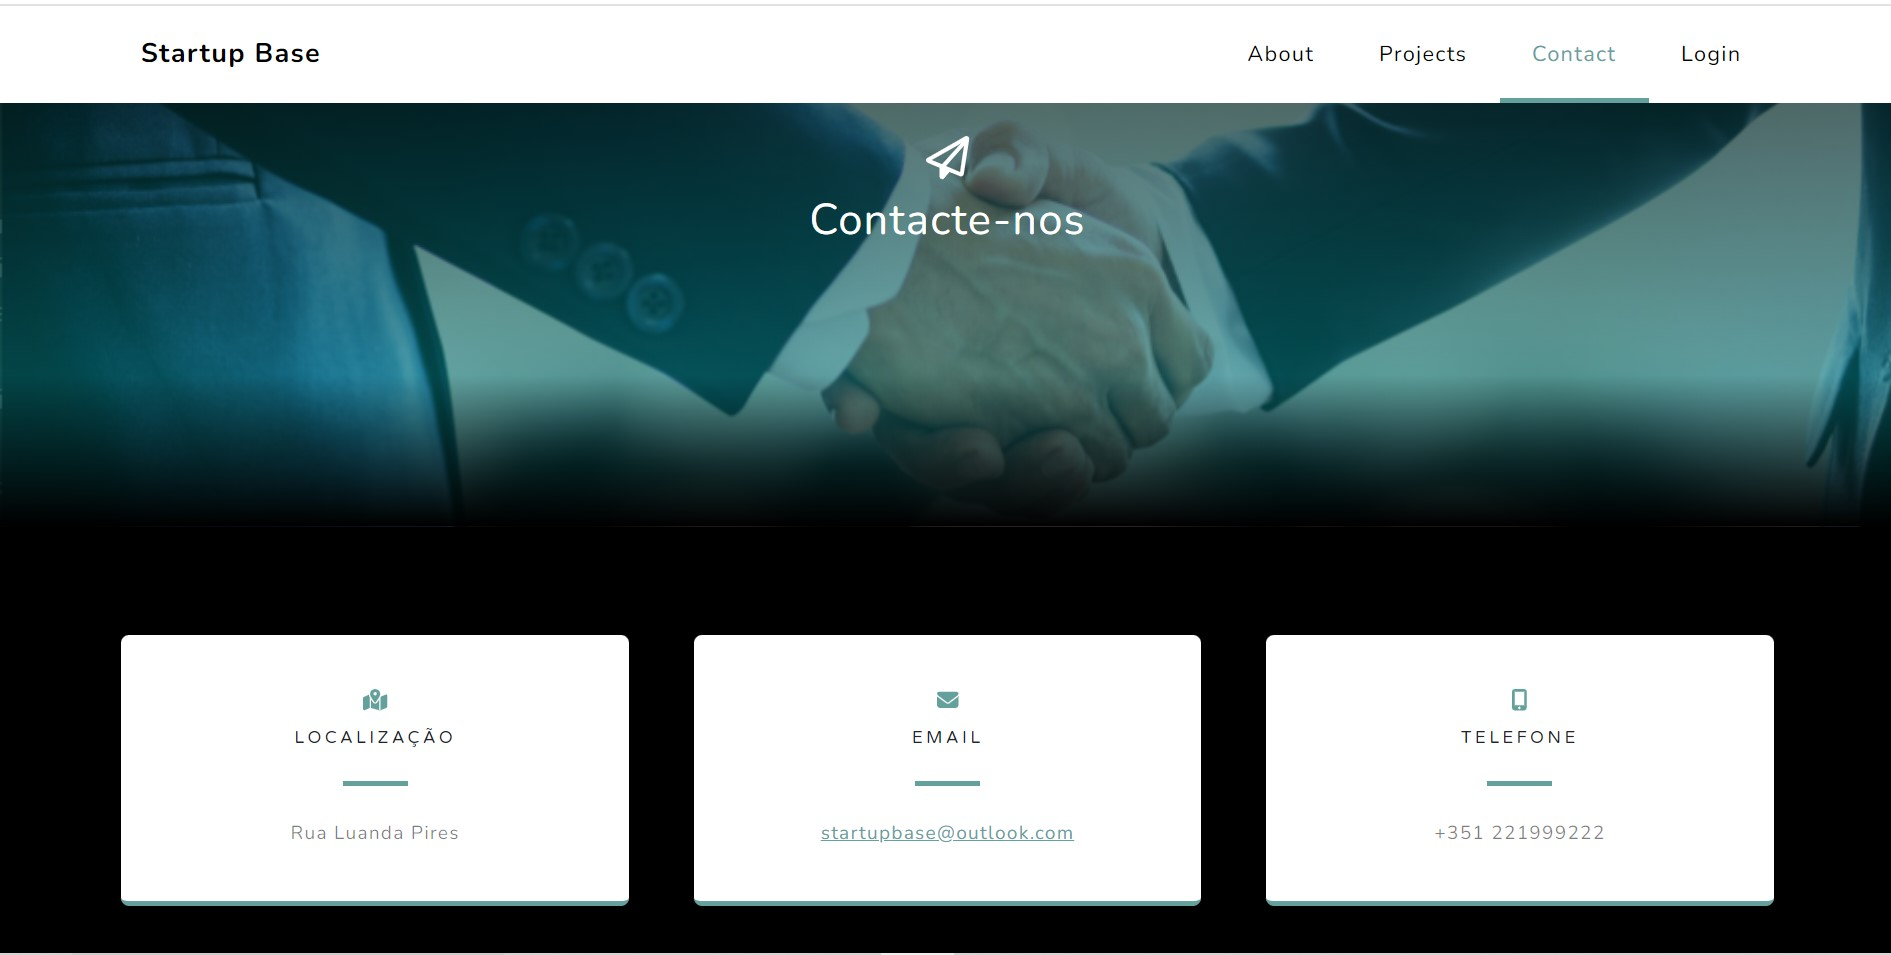 Startup Base
About Projects Contact Login
Contacte-nos
LOCALIZAÇÃO
Rua Luanda Pires
EMAIL
startupbase@outlook.com
TELEFONE
+351 221999222